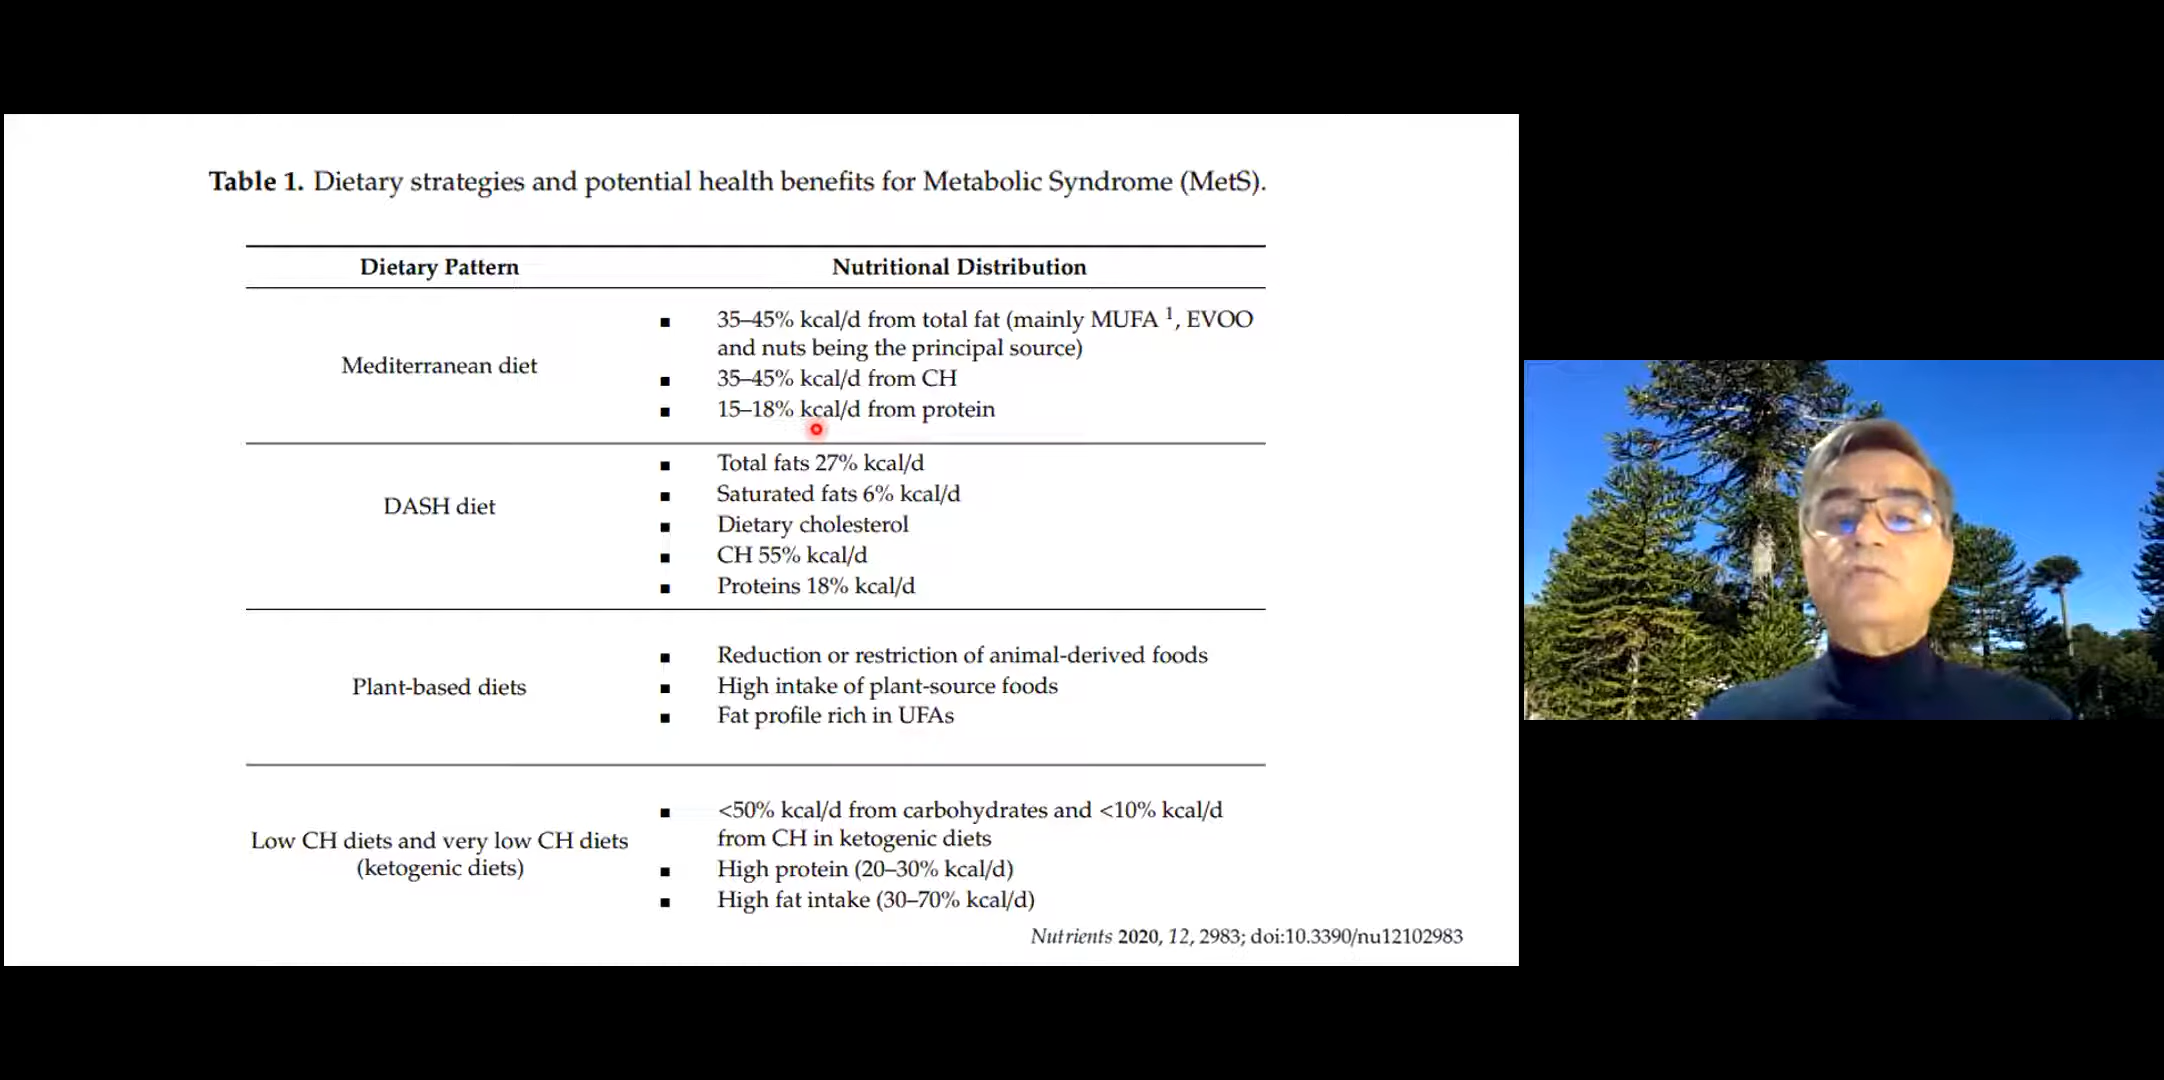 Table 1. Dietary strategies and potential health benefits for Metabolic Syndrome (MetS).
Dietary Pattern Nutritional Distribution
Mediterranean diet
▪ 35–45% kcal/d from total fat (mainly MUFA 1, EVOO
and nuts being the principal source)
▪ 35–45% kcal/d from CH
▪ 15–18% kcal/d from protein
DASH diet
▪ Total fats 27% kcal/d
▪ Saturated fats 6% kcal/d
▪ Dietary cholesterol
▪ CH 55% kcal/d
▪ Proteins 18% kcal/d
Plant-based diets
▪ Reduction or restriction of animal-derived foods
▪ High intake of plant-source foods
▪ Fat profile rich in UFAs
Low CH diets and very low CH diets
(ketogenic diets)
▪ <50% kcal/d from carbohydrates and <10% kcal/d
from CH in ketogenic diets
▪ High protein (20–30% kcal/d)
▪ High fat intake (30–70% kcal/d)
Nutrients 2020, 12, 2983; doi:10.3390/nu12102983